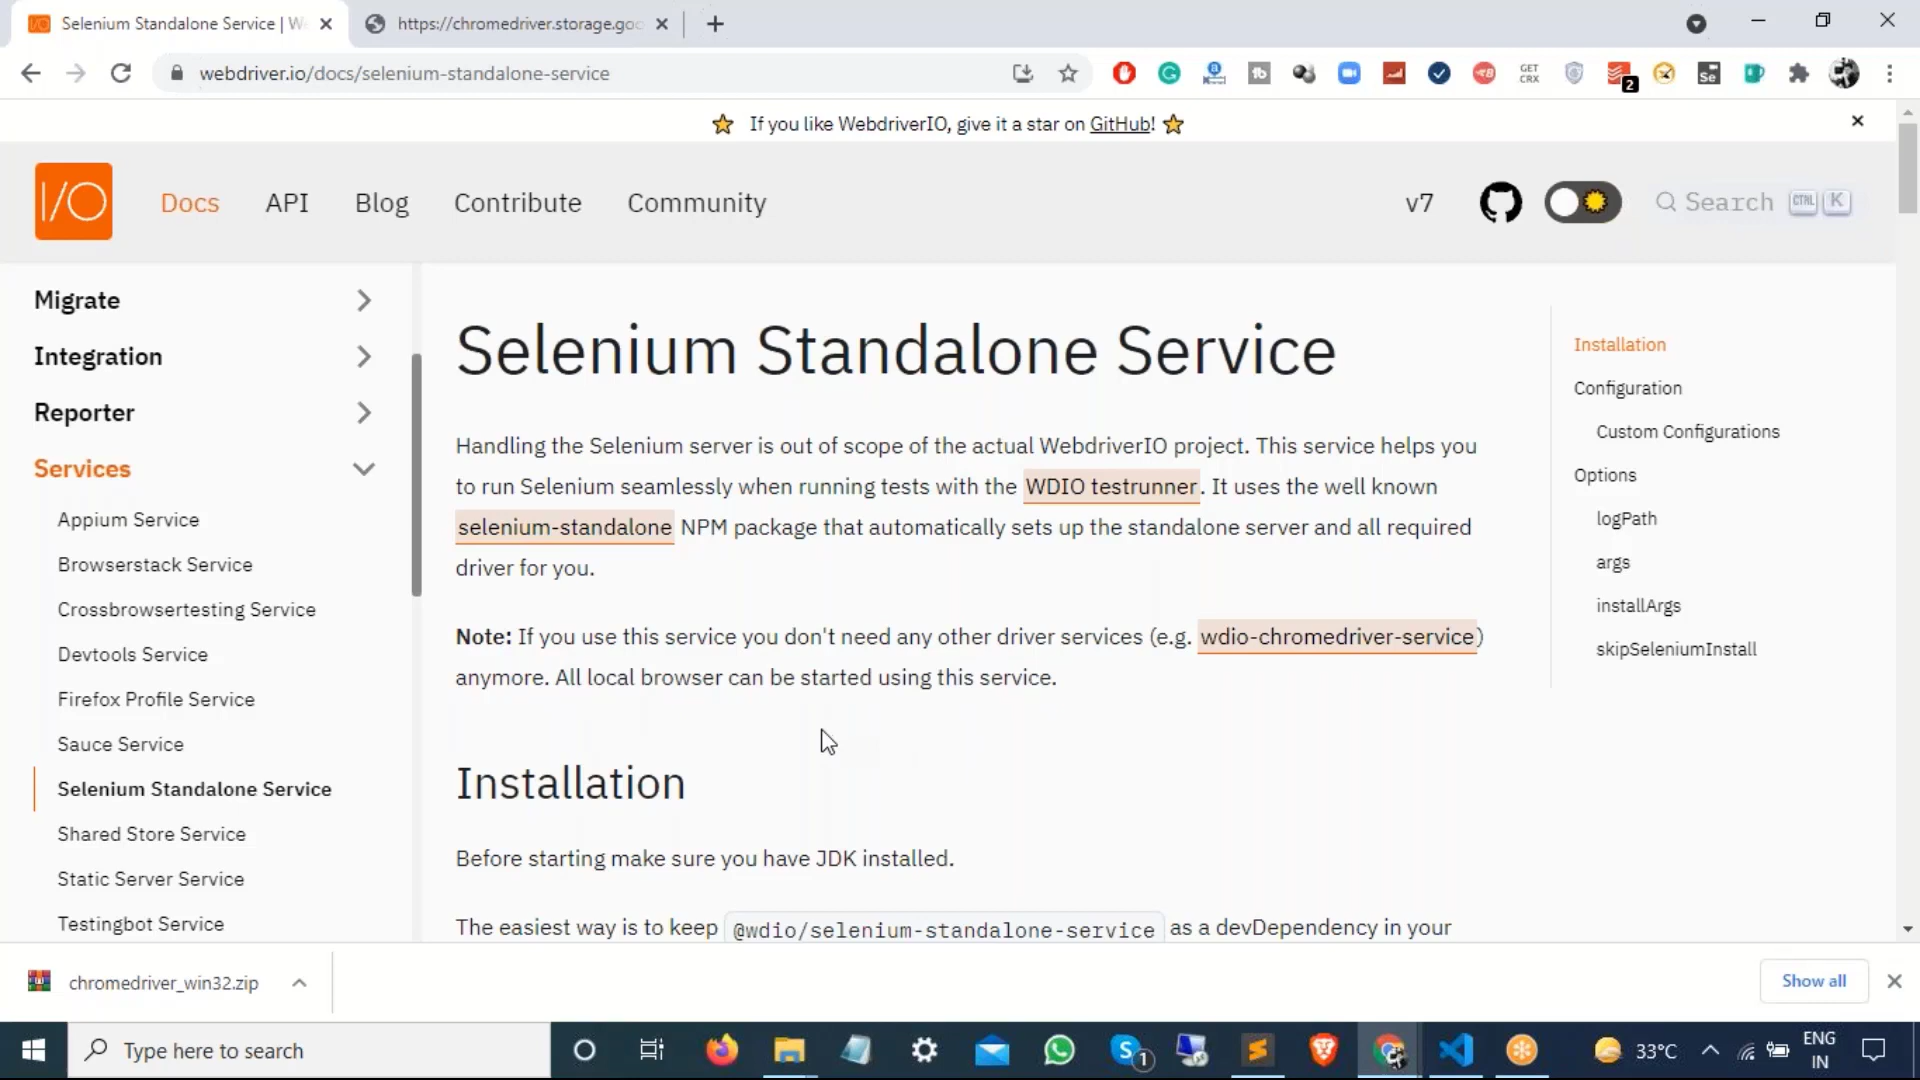 Selenium Standalone Service | We
https://chromedriver.storage.goo
webdriver.io/docs/selenium-standalone-service
GET
CRX
2
Se
If you like WebdriverIO, give it a star on GitHub!
I/O
Docs
API
Blog
Contribute
Community
v7
Search
CTRL
K
Migrate
Integration
Reporter
Services
Appium Service
Browserstack Service
Crossbrowsertesting Service
Devtools Service
Firefox Profile Service
Sauce Service
Selenium Standalone Service
Shared Store Service
Static Server Service
Testingbot Service
Selenium Standalone Service
Handling the Selenium server is out of scope of the actual WebdriverIO project. This service helps you
to run Selenium seamlessly when running tests with the WDIO testrunner. It uses the well known
selenium-standalone NPM package that automatically sets up the standalone server and all required
driver for you.
Note: If you use this service you don't need any other driver services (e.g. wdio-chromedriver-service)
anymore. All local browser can be started using this service.
Installation
Before starting make sure you have JDK installed.
The easiest way is to keep @wdio/selenium-standalone-service as a devDependency in your
Installation
Configuration
Custom Configurations
Options
logPath
args
installArgs
skipSeleniumInstall
chromedriver_win32.zip
Show all
Type here to search
S
1
33°C
ENG
IN